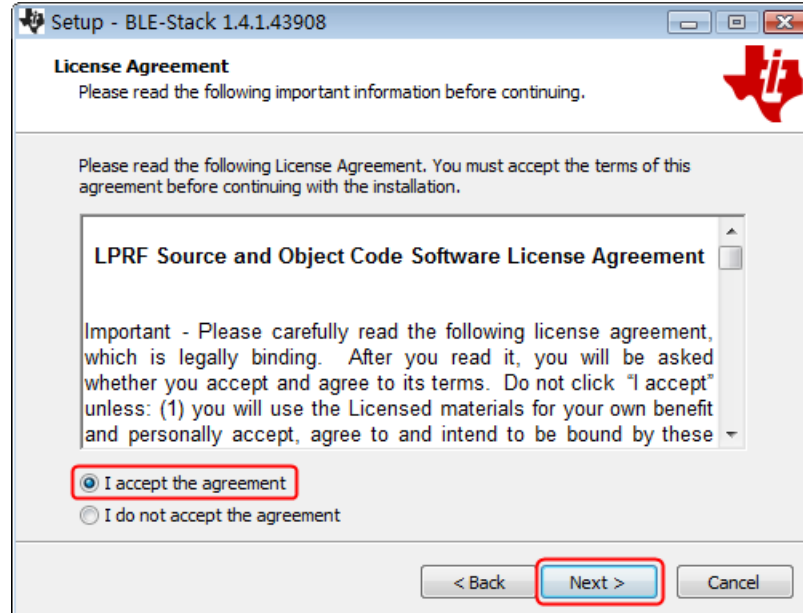 Setup - BLE-Stack 1.4.1.43908
License Agreement
Please read the following important information before continuing.
Please read the following License Agreement. You must accept the terms of this
agreement before continuing with the installation.
LPRF Source and Object Code Software License Agreement
Important - Please carefully read the following license agreement,
which is legally binding. After you read it, you will be asked
whether you accept and agree to its terms. Do not click “I accept”
unless: (1) you will use the Licensed materials for your own benefit
and personally accept, agree to and intend to be bound by these
I accept the agreement
I do not accept the agreement
< Back Next > Cancel